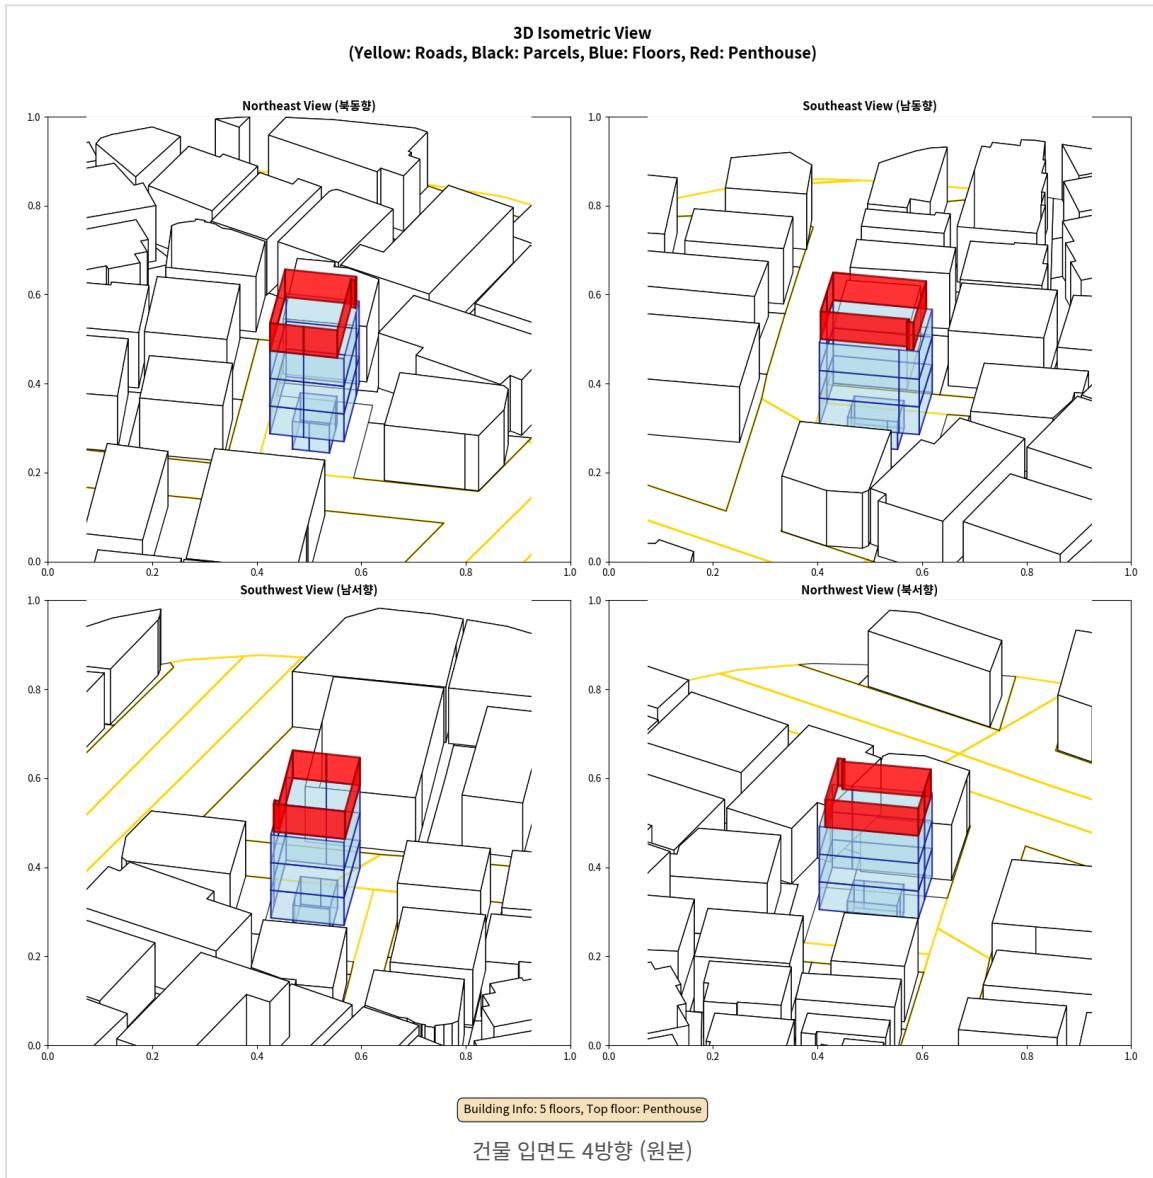 3D Isometric View
(Yellow: Roads, Black: Parcels, Blue: Floors, Red: Penthouse)
Northeast View (북동향)
1.0
0.8
0.6
0.4
0.2
0.0
0.0 0.2 0.4 0.6 0.8 1.0
Southeast View (남동향)
1.0
0.8
0.6
0.4
0.2
0.0
0.0 0.2 0.4 0.6 0.8 1.0
Southwest View (남서향)
1.0
0.8
0.6
0.4
0.2
0.0
0.0 0.2 0.4 0.6 0.8 1.0
Northwest View (북서향)
1.0
0.8
0.6
0.4
0.2
0.0
0.0 0.2 0.4 0.6 0.8 1.0
Building Info: 5 floors, Top floor: Penthouse
건물 입면도 4방향 (원본)